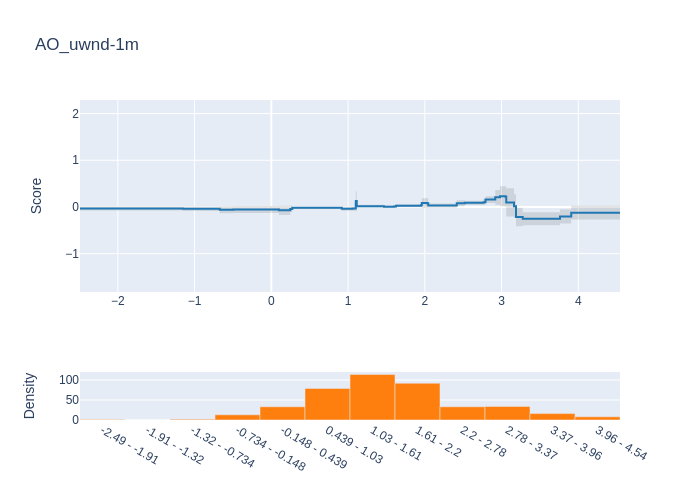 AO_uwnd-1m
Score
2
1
0
−1
−2
−1
0
1
2
3
4
Density
100
50
0
-2.49 - -1.91
-1.91 - -1.32
-1.32 - -0.734
-0.734 - -0.148
-0.148 - 0.439
0.439 - 1.03
1.03 - 1.61
1.61 - 2.2
2.2 - 2.78
2.78 - 3.37
3.37 - 3.96
3.96 - 4.54